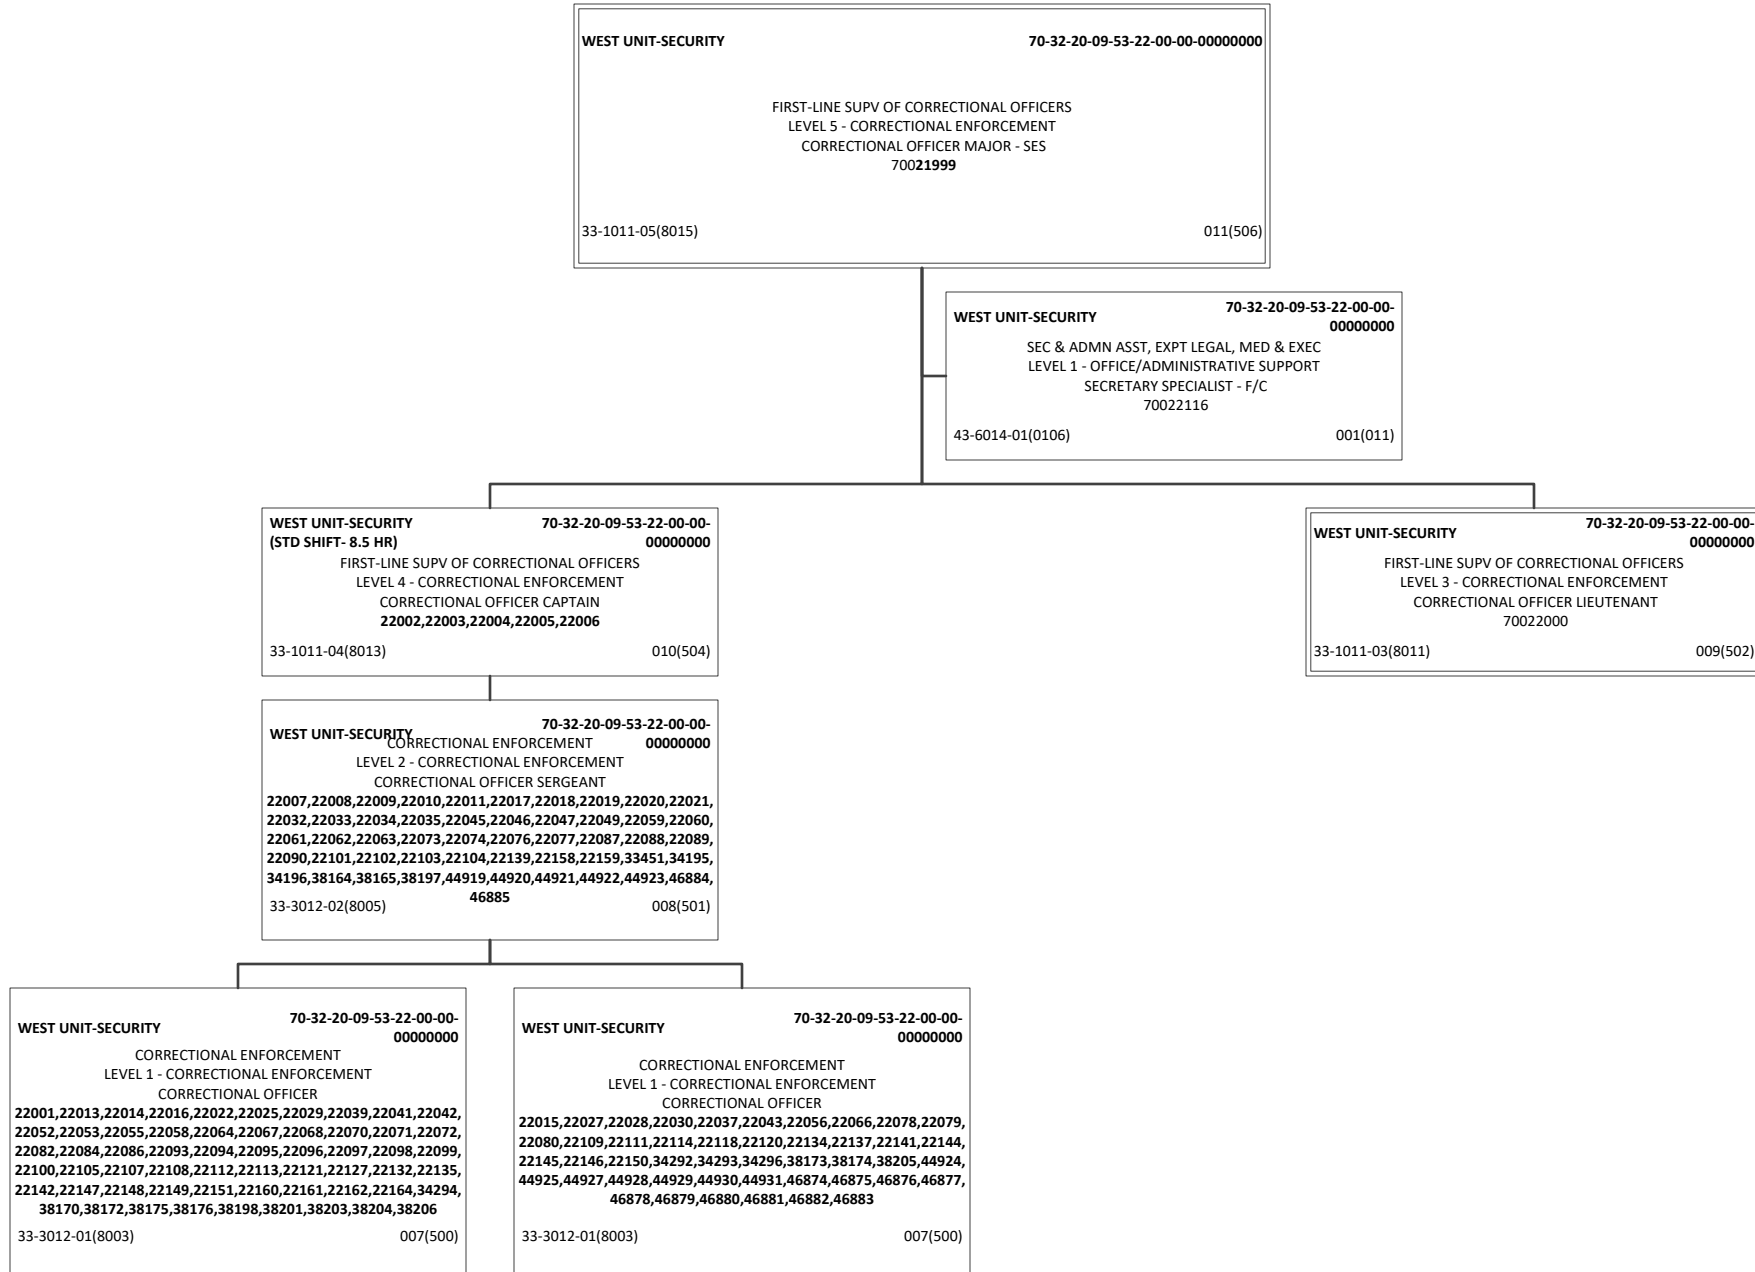 WEST UNIT-SECURITY 70-32-20-09-53-22-00-00-00000000
FIRST-LINE SUPV OF CORRECTIONAL OFFICERS
LEVEL 5 - CORRECTIONAL ENFORCEMENT
CORRECTIONAL OFFICER MAJOR - SES
70021999
33-1011-05(8015) 011(506)
WEST UNIT-SECURITY 70-32-20-09-53-22-00-00-
00000000
SEC & ADMN ASST, EXPT LEGAL, MED & EXEC
LEVEL 1 - OFFICE/ADMINISTRATIVE SUPPORT
SECRETARY SPECIALIST - F/C
70022116
43-6014-01(0106) 001(011)
WEST UNIT-SECURITY 70-32-20-09-53-22-00-00-
(STD SHIFT- 8.5 HR) 00000000
FIRST-LINE SUPV OF CORRECTIONAL OFFICERS
LEVEL 4 - CORRECTIONAL ENFORCEMENT
CORRECTIONAL OFFICER CAPTAIN
22002,22003,22004,22005,22006
33-1011-04(8013) 010(504)
WEST UNIT-SECURITY 70-32-20-09-53-22-00-00-
00000000
FIRST-LINE SUPV OF CORRECTIONAL OFFICERS
LEVEL 3 - CORRECTIONAL ENFORCEMENT
CORRECTIONAL OFFICER LIEUTENANT
70022000
33-1011-03(8011) 009(502)
WEST UNIT-SECURITY 70-32-20-09-53-22-00-00-
00000000
CORRECTIONAL ENFORCEMENT
LEVEL 2 - CORRECTIONAL ENFORCEMENT
CORRECTIONAL OFFICER SERGEANT
22007,22008,22009,22010,22011,22017,22018,22019,22020,22021,
22032,22033,22034,22035,22045,22046,22047,22049,22059,22060,
22061,22062,22063,22073,22074,22076,22077,22087,22088,22089,
22090,22101,22102,22103,22104,22139,22158,22159,33451,34195,
34196,38164,38165,38197,44919,44920,44921,44922,44923,46884,
46885
33-3012-02(8005) 008(501)
WEST UNIT-SECURITY 70-32-20-09-53-22-00-00-
00000000
CORRECTIONAL ENFORCEMENT
LEVEL 1 - CORRECTIONAL ENFORCEMENT
CORRECTIONAL OFFICER
22001,22013,22014,22016,22022,22025,22029,22039,22041,22042,
22052,22053,22055,22058,22064,22067,22068,22070,22071,22072,
22082,22084,22086,22093,22094,22095,22096,22097,22098,22099,
22100,22105,22107,22108,22112,22113,22121,22127,22132,22135,
22142,22147,22148,22149,22151,22160,22161,22162,22164,34294,
38170,38172,38175,38176,38198,38201,38203,38204,38206
33-3012-01(8003) 007(500)
WEST UNIT-SECURITY 70-32-20-09-53-22-00-00-
00000000
CORRECTIONAL ENFORCEMENT
LEVEL 1 - CORRECTIONAL ENFORCEMENT
CORRECTIONAL OFFICER
22015,22027,22028,22030,22037,22043,22056,22066,22078,22079,
22080,22109,22111,22114,22118,22120,22134,22137,22141,22144,
22145,22146,22150,34292,34293,34296,38173,38174,38205,44924,
44925,44927,44928,44929,44930,44931,46874,46875,46876,46877,
46878,46879,46880,46881,46882,46883
33-3012-01(8003) 007(500)